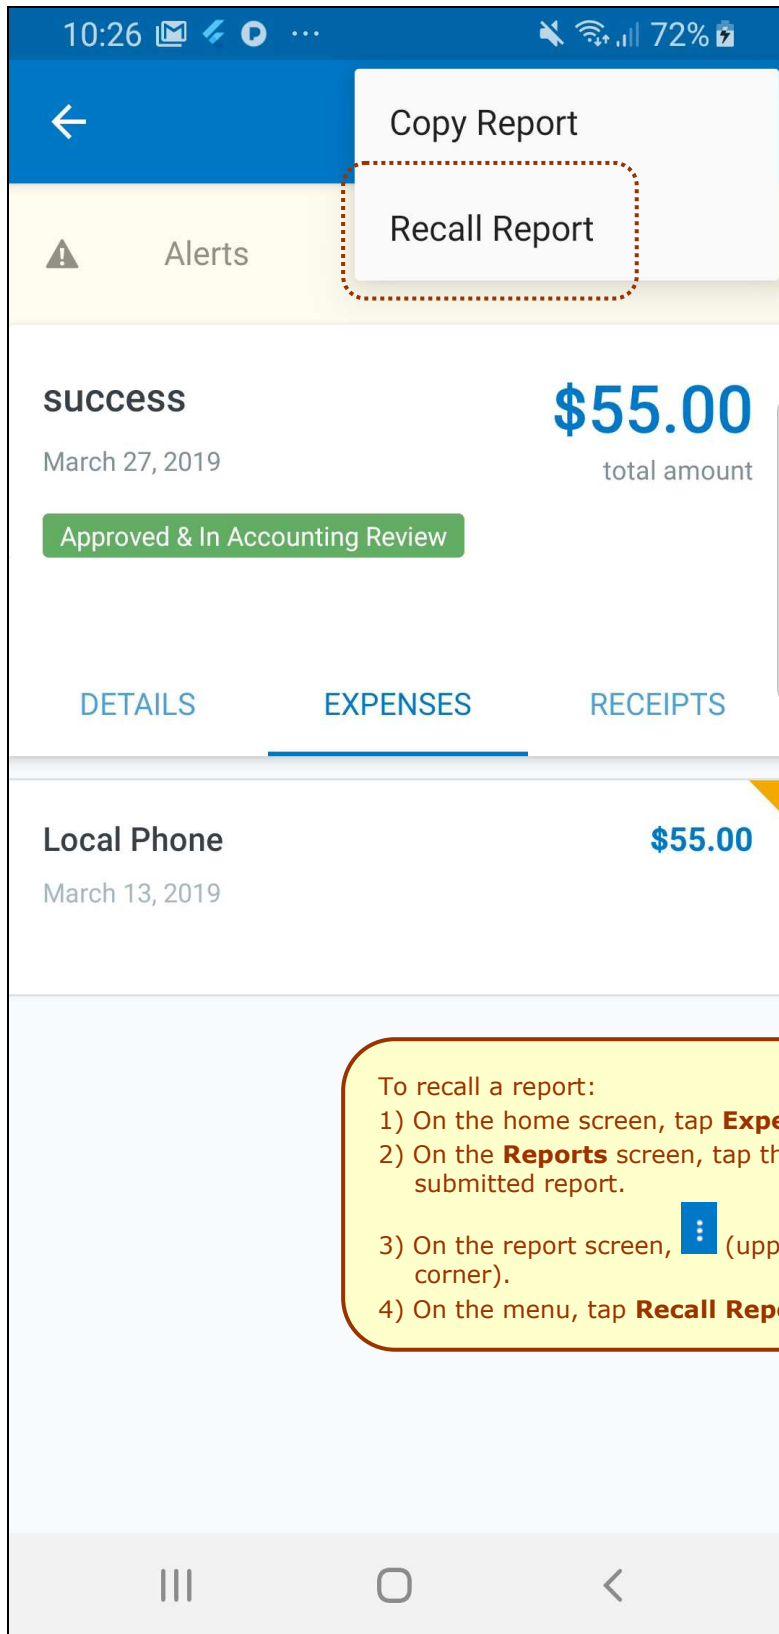 10:26
72%
Copy Report
Recall Report
Alerts
success
$55.00
March 27, 2019
total amount
Approved & In Accounting Review
DETAILS
EXPENSES
RECEIPTS
Local Phone
$55.00
March 13, 2019
To recall a report:
1) On the home screen, tap
2) On the Reports screen, tap
submitted report.
3) On the report screen,
corner).
4) On the menu, tap Recall